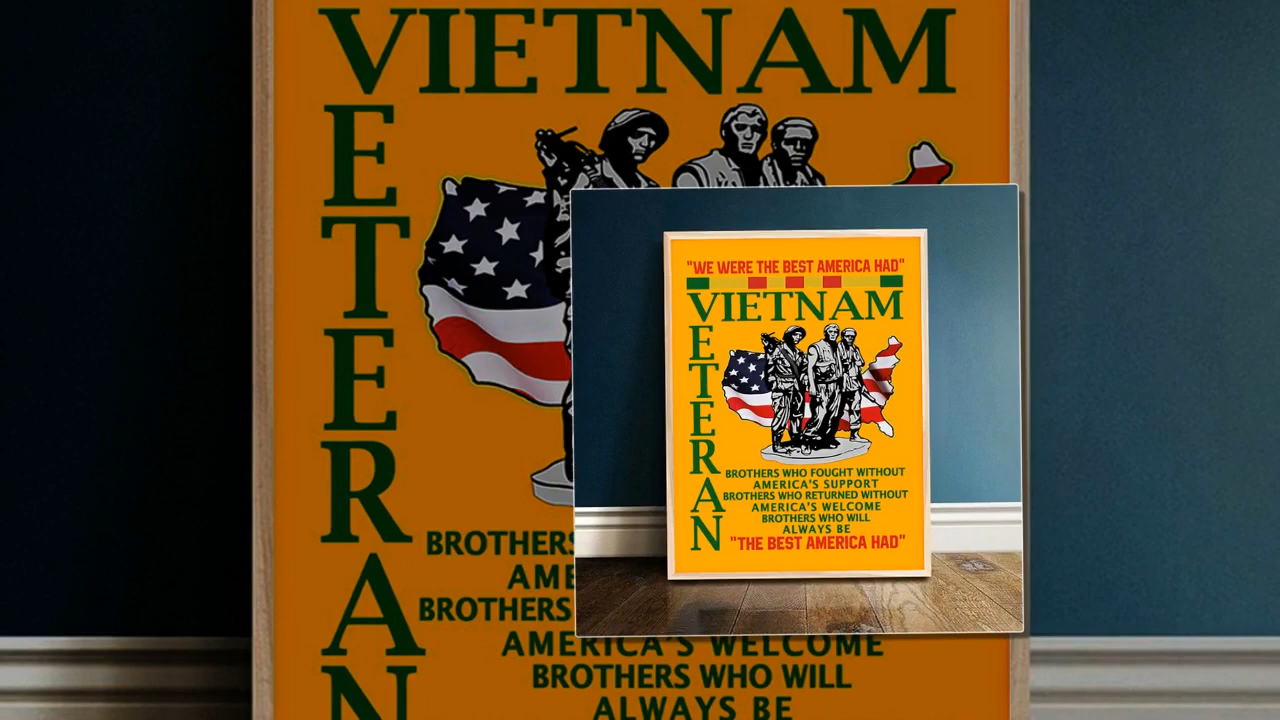 VIETNAM
VETERAN
BROTHERS
AME
BROTHERS
AMERICA'S WELCOME
BROTHERS WHO WILL
ALWAYS BE
"WE WERE THE BEST AMERICA HAD"
VIETNAM
VETERAN
BROTHERS WHO FOUGHT WITHOUT
AMERICA'S SUPPORT
BROTHERS WHO RETURNED WITHOUT
AMERICA'S WELCOME
BROTHERS WHO WILL
ALWAYS BE
"THE BEST AMERICA HAD"